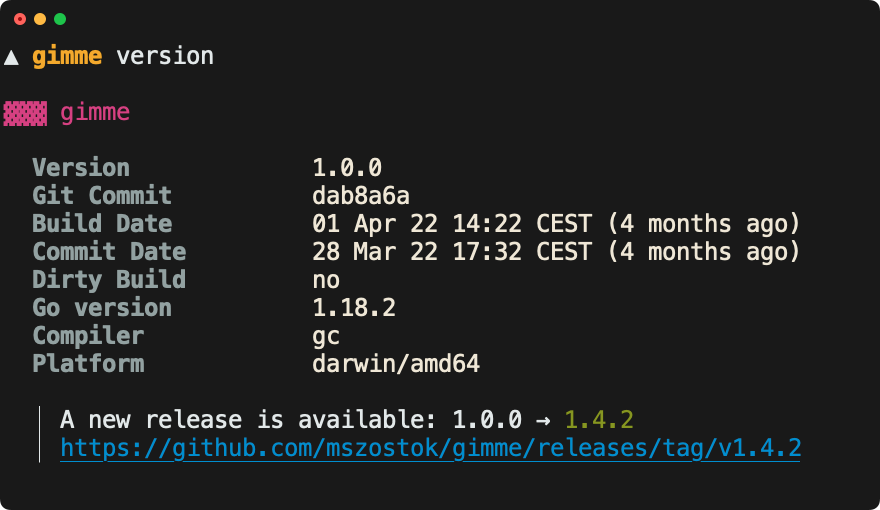 ▲ gimme version
▓▓▓ gimme
Version 1.0.0
Git Commit dab8a6a
Build Date 01 Apr 22 14:22 CEST (4 months ago)
Commit Date 28 Mar 22 17:32 CEST (4 months ago)
Dirty Build no
Go version 1.18.2
Compiler gc
Platform darwin/amd64
A new release is available: 1.0.0 → 1.4.2
https://github.com/mszostok/gimme/releases/tag/v1.4.2